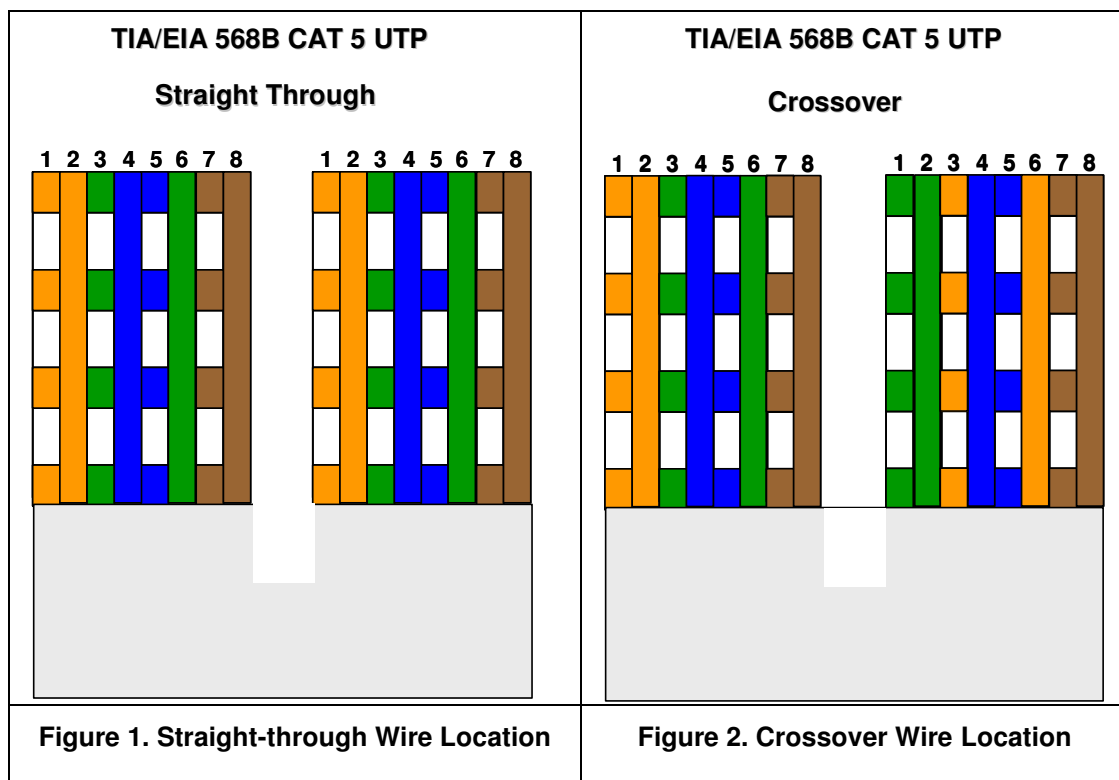 TIA/EIA 568B CAT 5 UTP
Straight Through
1 2 3 4 5 6 7 8
1 2 3 4 5 6 7 8
Figure 1. Straight-through Wire Location
TIA/EIA 568B CAT 5 UTP
Crossover
1 2 3 4 5 6 7 8
1 2 3 4 5 6 7 8
Figure 2. Crossover Wire Location